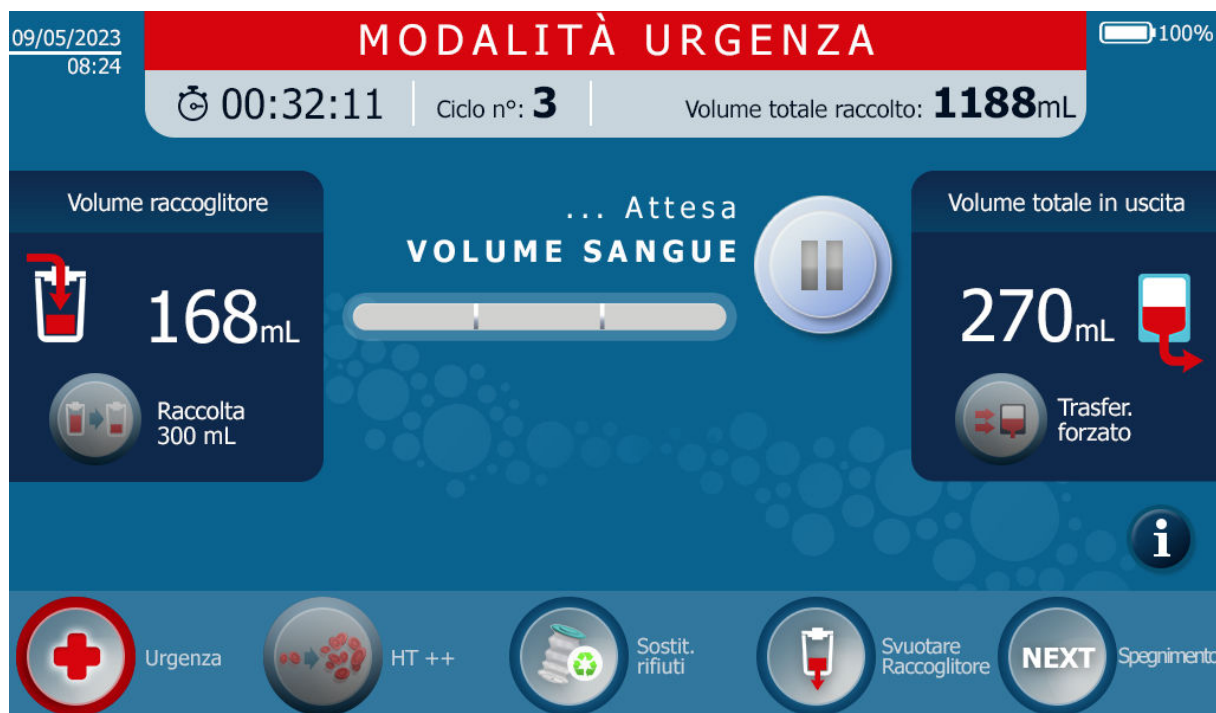 09/05/2023
08:24
MODALITÀ URGENZA
100%
00:32:11
Ciclo n°: 3
Volume totale raccolto: 1188mL
Volume raccoglitore
168mL
Raccolta
300 mL
... Attesa
VOLUME SANGUE
Volume totale in uscita
270mL
Trasfer.
forzato
i
Urgenza
HT ++
Sostit.
rifiuti
Svuotare
Raccoglitore
NEXT
Spegnimento